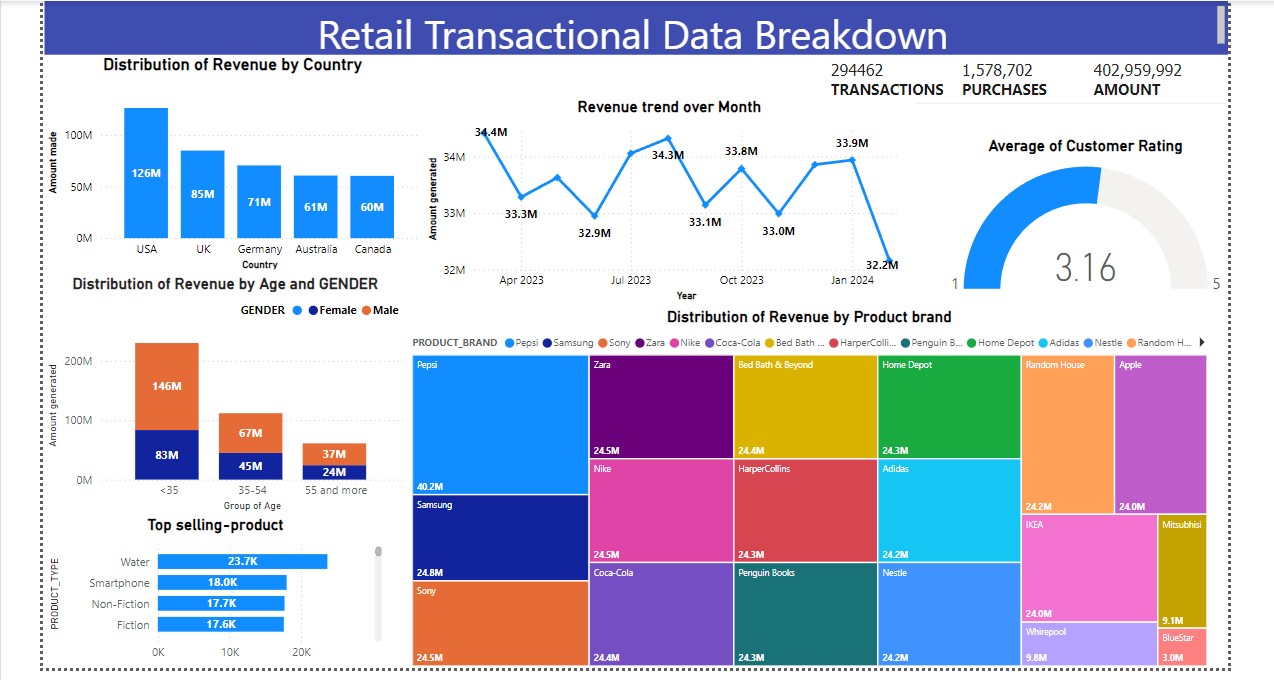 Retail Transactional Data Breakdown
294462
TRANSACTIONS
1,578,702
PURCHASES
402,959,992
AMOUNT
Distribution of Revenue by Country
Amount made
100M
50M
0M
126M
85M
71M
61M
60M
USA
UK
Germany
Australia
Canada
Country
Revenue trend over Month
Amount generated
34M
33M
32M
34.4M
33.3M
32.9M
34.3M
33.1M
33.8M
33.0M
33.9M
32.2M
Apr 2023
Jul 2023
Oct 2023
Jan 2024
Year
Average of Customer Rating
3.16
1
5
Distribution of Revenue by Age and GENDER
GENDER
Female
Male
Amount generated
200M
100M
0M
146M
83M
67M
45M
37M
24M
<35
35-54
55 and more
Group of Age
Top selling-product
PRODUCT_TYPE
Water
23.7K
Smartphone
18.0K
Non-Fiction
17.7K
Fiction
17.6K
0K
10K
20K
Distribution of Revenue by Product brand
PRODUCT_BRAND
Pepsi
Samsung
Sony
Zara
Nike
Coca-Cola
Bed Bath ...
HarperColli...
Penguin B...
Home Depot
Adidas
Nestle
Random H...
Pepsi
40.2M
Samsung
24.8M
Sony
24.5M
Zara
24.5M
Nike
24.5M
Coca-Cola
24.4M
Bed Bath & Beyond
24.4M
HarperCollins
24.3M
Penguin Books
24.3M
Home Depot
24.3M
Adidas
24.2M
Nestle
24.2M
Random House
24.2M
Apple
24.0M
IKEA
24.0M
Mitsubhisi
9.1M
Whirepool
9.8M
BlueStar
3.0M